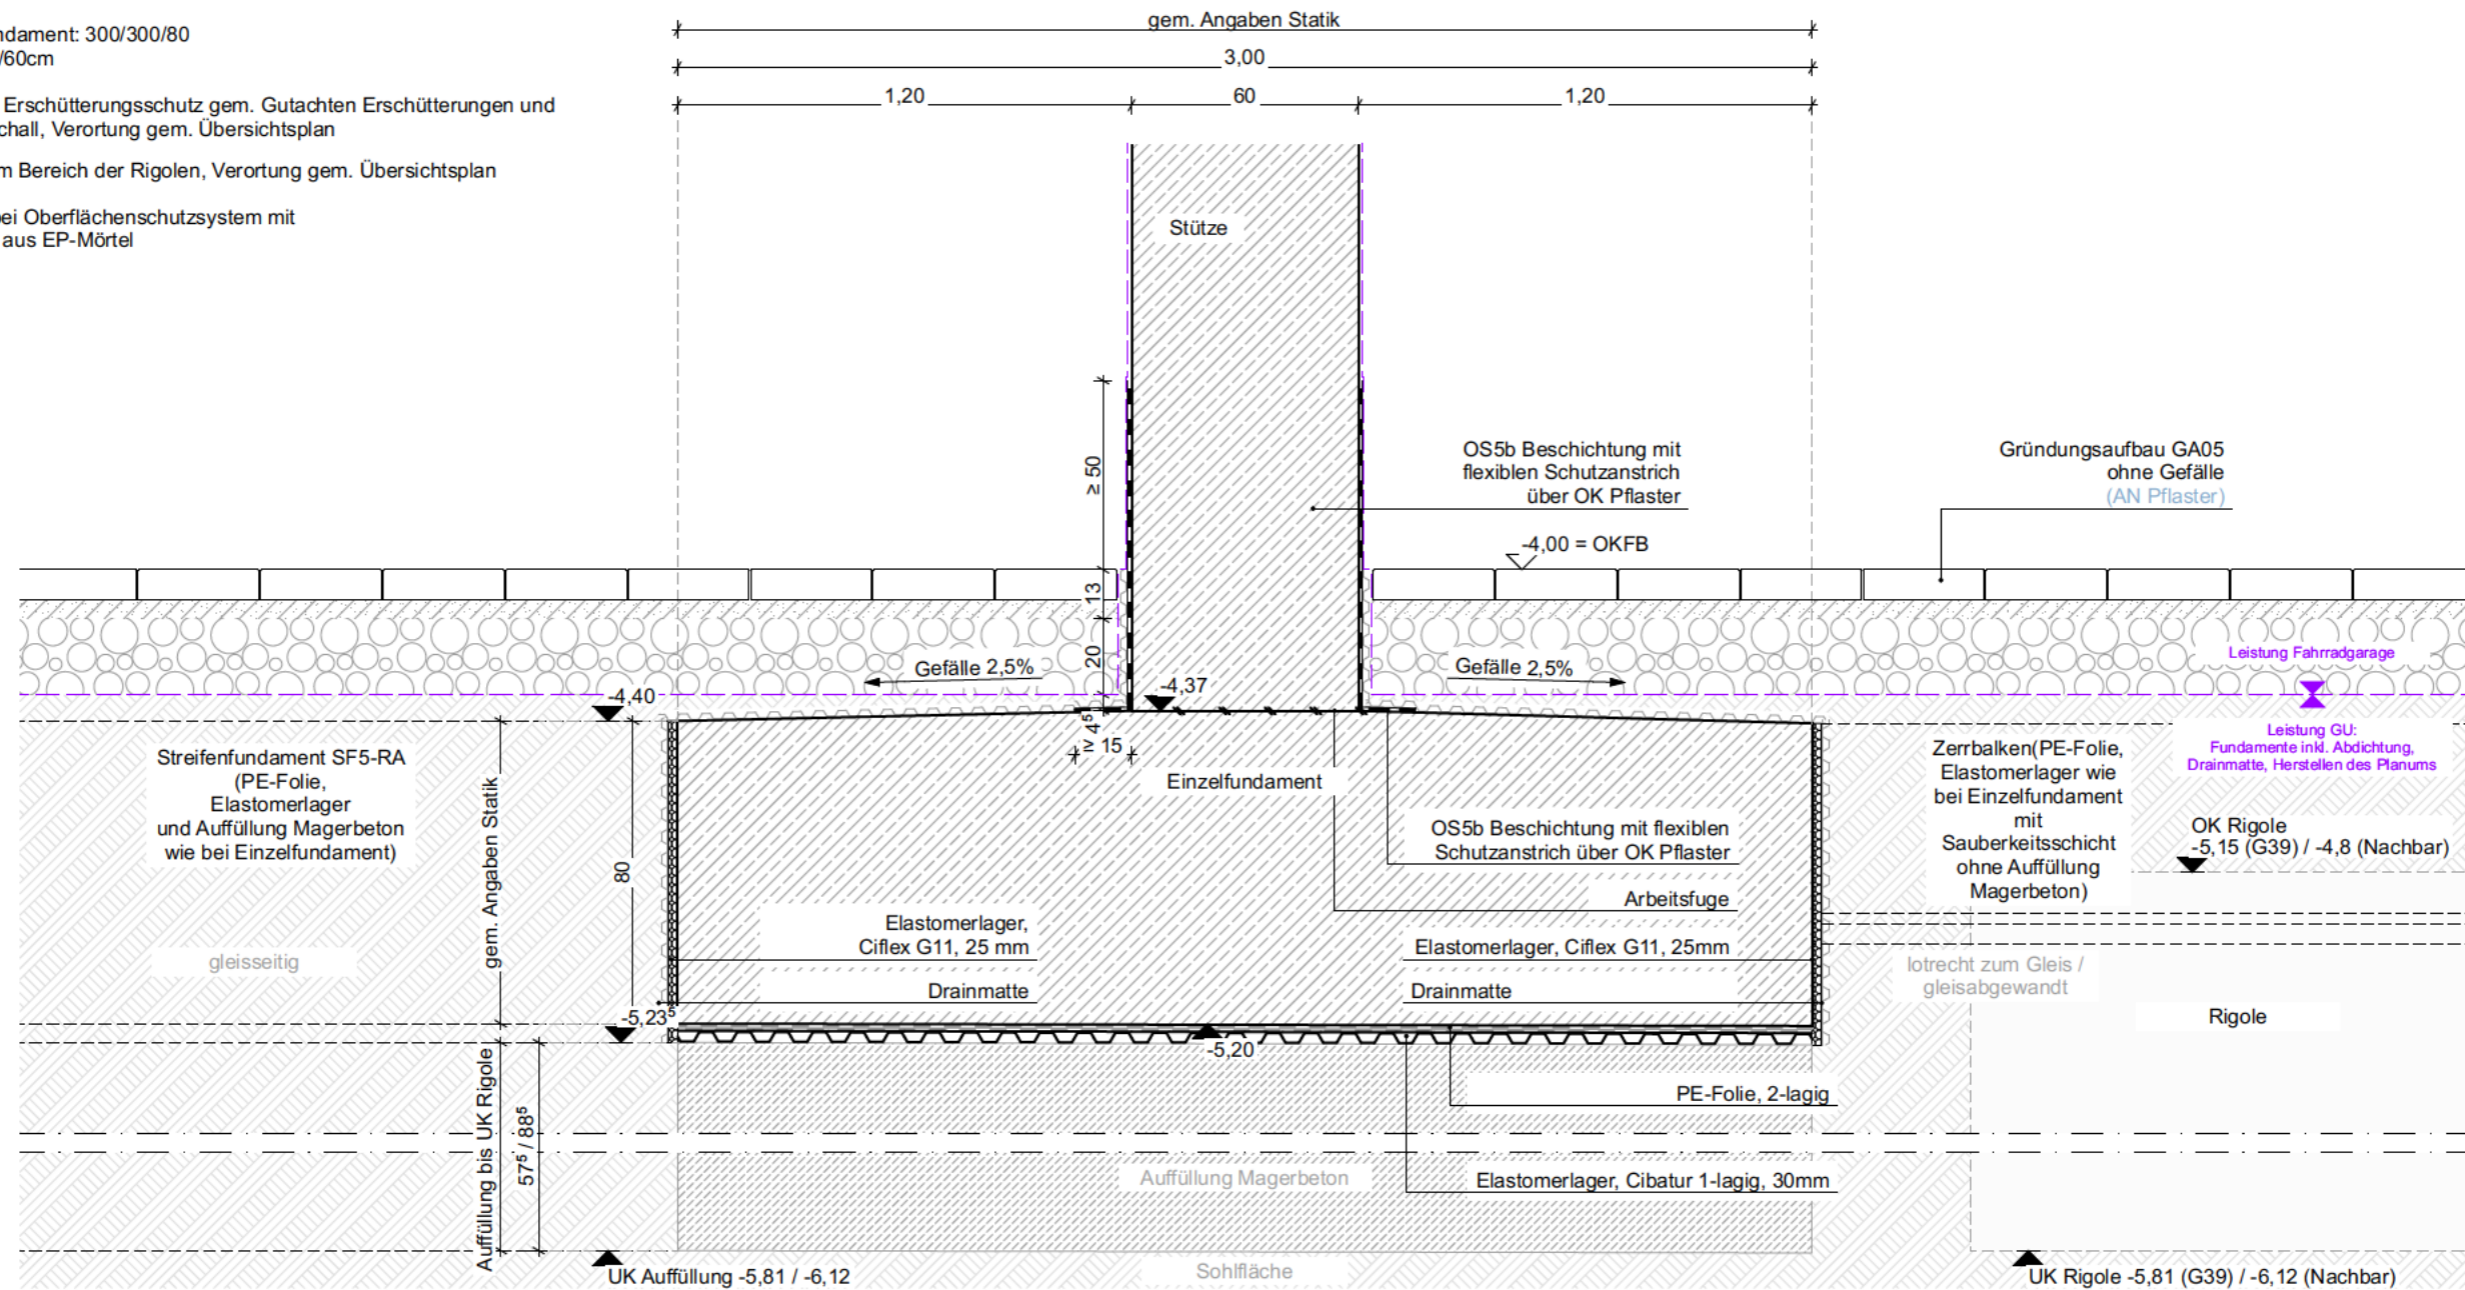 ndament: 300/300/80
/60cm
Erschütterungsschutz gem. Gutachten Erschütterungen und
chall, Verortung gem. Übersichtsplan
m Bereich der Rigolen, Verortung gem. Übersichtsplan
bei Oberflächenschutzsystem mit
aus EP-Mörtel
gem. Angaben Statik
3,00
1,20
60
1,20
Stütze
≥ 50
OS5b Beschichtung mit
flexiblen Schutzanstrich
über OK Pflaster
Gründungsaufbau GA05
ohne Gefälle
(AN Pflaster)
-4,00 = OKFB
13
20
Gefälle 2,5%
Gefälle 2,5%
Leistung Fahrradgarage
-4,40
-4,37
≥ 4⁵
15
Leistung GU:
Fundamente inkl. Abdichtung,
Drainmatte, Herstellen des Planums
Streifenfundament SF5-RA
(PE-Folie,
Elastomerlager
und Auffüllung Magerbeton
wie bei Einzelfundament)
gem. Angaben Statik
80
Einzelfundament
Zerrbalken(PE-Folie,
Elastomerlager wie
bei Einzelfundament
mit
Sauberkeitsschicht
ohne Auffüllung
Magerbeton)
OK Rigole
-5,15 (G39) / -4,8 (Nachbar)
OS5b Beschichtung mit flexiblen
Schutzanstrich über OK Pflaster
Arbeitsfuge
Elastomerlager,
Ciflex G11, 25 mm
Elastomerlager, Ciflex G11, 25mm
Drainmatte
Drainmatte
gleisseitig
lotrecht zum Gleis /
gleisabgewandt
Rigole
-5,23⁵
-5,20
PE-Folie, 2-lagig
Auffüllung bis UK Rigole
57⁵ / 88⁵
Auffüllung Magerbeton
Elastomerlager, Cibatur 1-lagig, 30mm
UK Auffüllung -5,81 / -6,12
Sohlfläche
UK Rigole -5,81 (G39) / -6,12 (Nachbar)